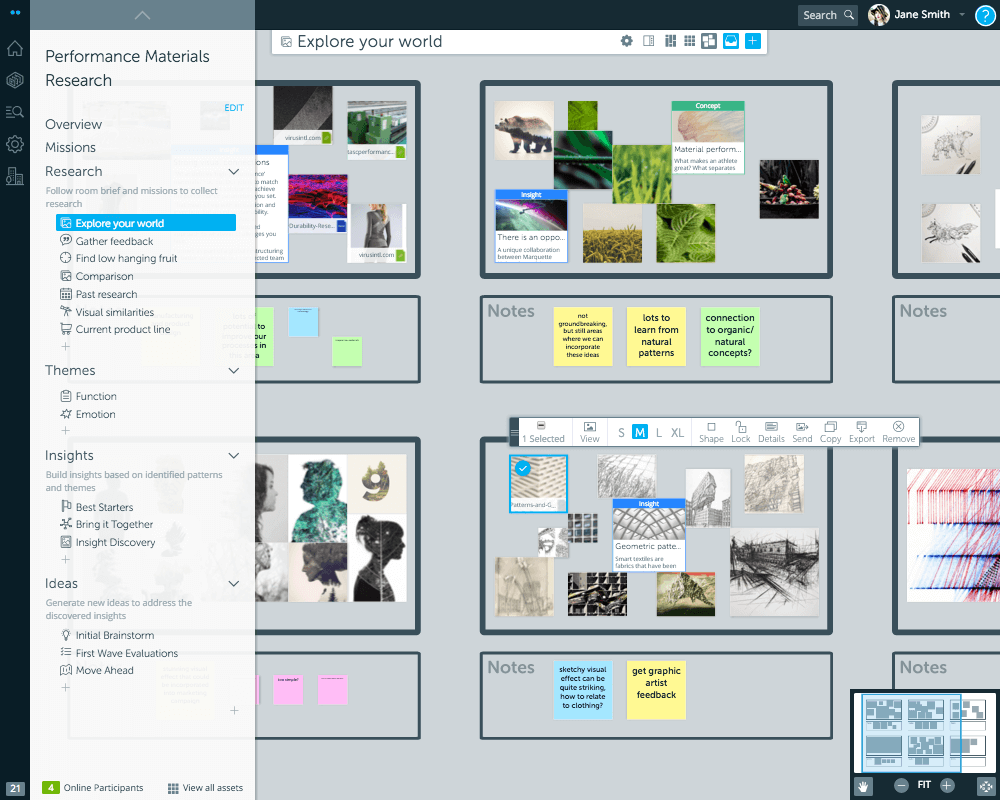 Search
Jane Smith
?
Performance Materials
Research
EDIT
Overview
Missions
Research
Follow room brief and missions to collect
research
Explore your world
Gather feedback
Find low hanging fruit
Comparison
Past research
Visual similarities
Current product line
Themes
Function
Emotion
Insights
Build insights based on identified patterns
and themes
Best Starters
Bring it Together
Insight Discovery
Ideas
Generate new ideas to address the
discovered insights
Initial Brainstorm
First Wave Evaluations
Move Ahead
21
4 Online Participants
View all assets
Explore your world
virusintl.com
tascperformanc...
Durability-Rese...
virusintl.com
Concept
Material perform...
What makes an athlete
great? What separates
Insight
There is an oppo...
A unique collaboration
between Marquette
Notes
not
groundbreaking,
but still areas
where we can
incorporate
these ideas
lots to
learn from
natural
patterns
connection
to organic/
natural
concepts?
Notes
1 Selected
View
S M L XL
Shape
Lock
Details
Send
Copy
Export
Remove
Patterns-and-G...
9
Insight
Geometric patte...
Smart textiles are
fabrics that have been
Notes
sketchy visual
effect can be
quite striking,
how to relate
to clothing?
get graphic
artist
feedback
Notes
FIT